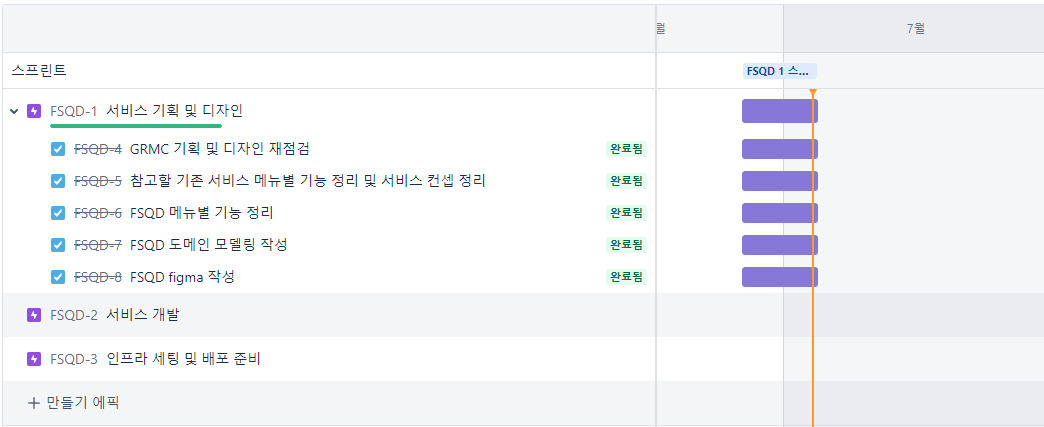 월 7월
스프린트 FSQD 1 스...
FSQD-1 서비스 기획 및 디자인
FSQD-4 GRMC 기획 및 디자인 재점검 완료됨
FSQD-5 참고할 기존 서비스 메뉴별 기능 정리 및 서비스 컨셉 정리 완료됨
FSQD-6 FSQD 메뉴별 기능 정리 완료됨
FSQD-7 FSQD 도메인 모델링 작성 완료됨
FSQD-8 FSQD figma 작성 완료됨
FSQD-2 서비스 개발
FSQD-3 인프라 세팅 및 배포 준비
+ 만들기 에픽